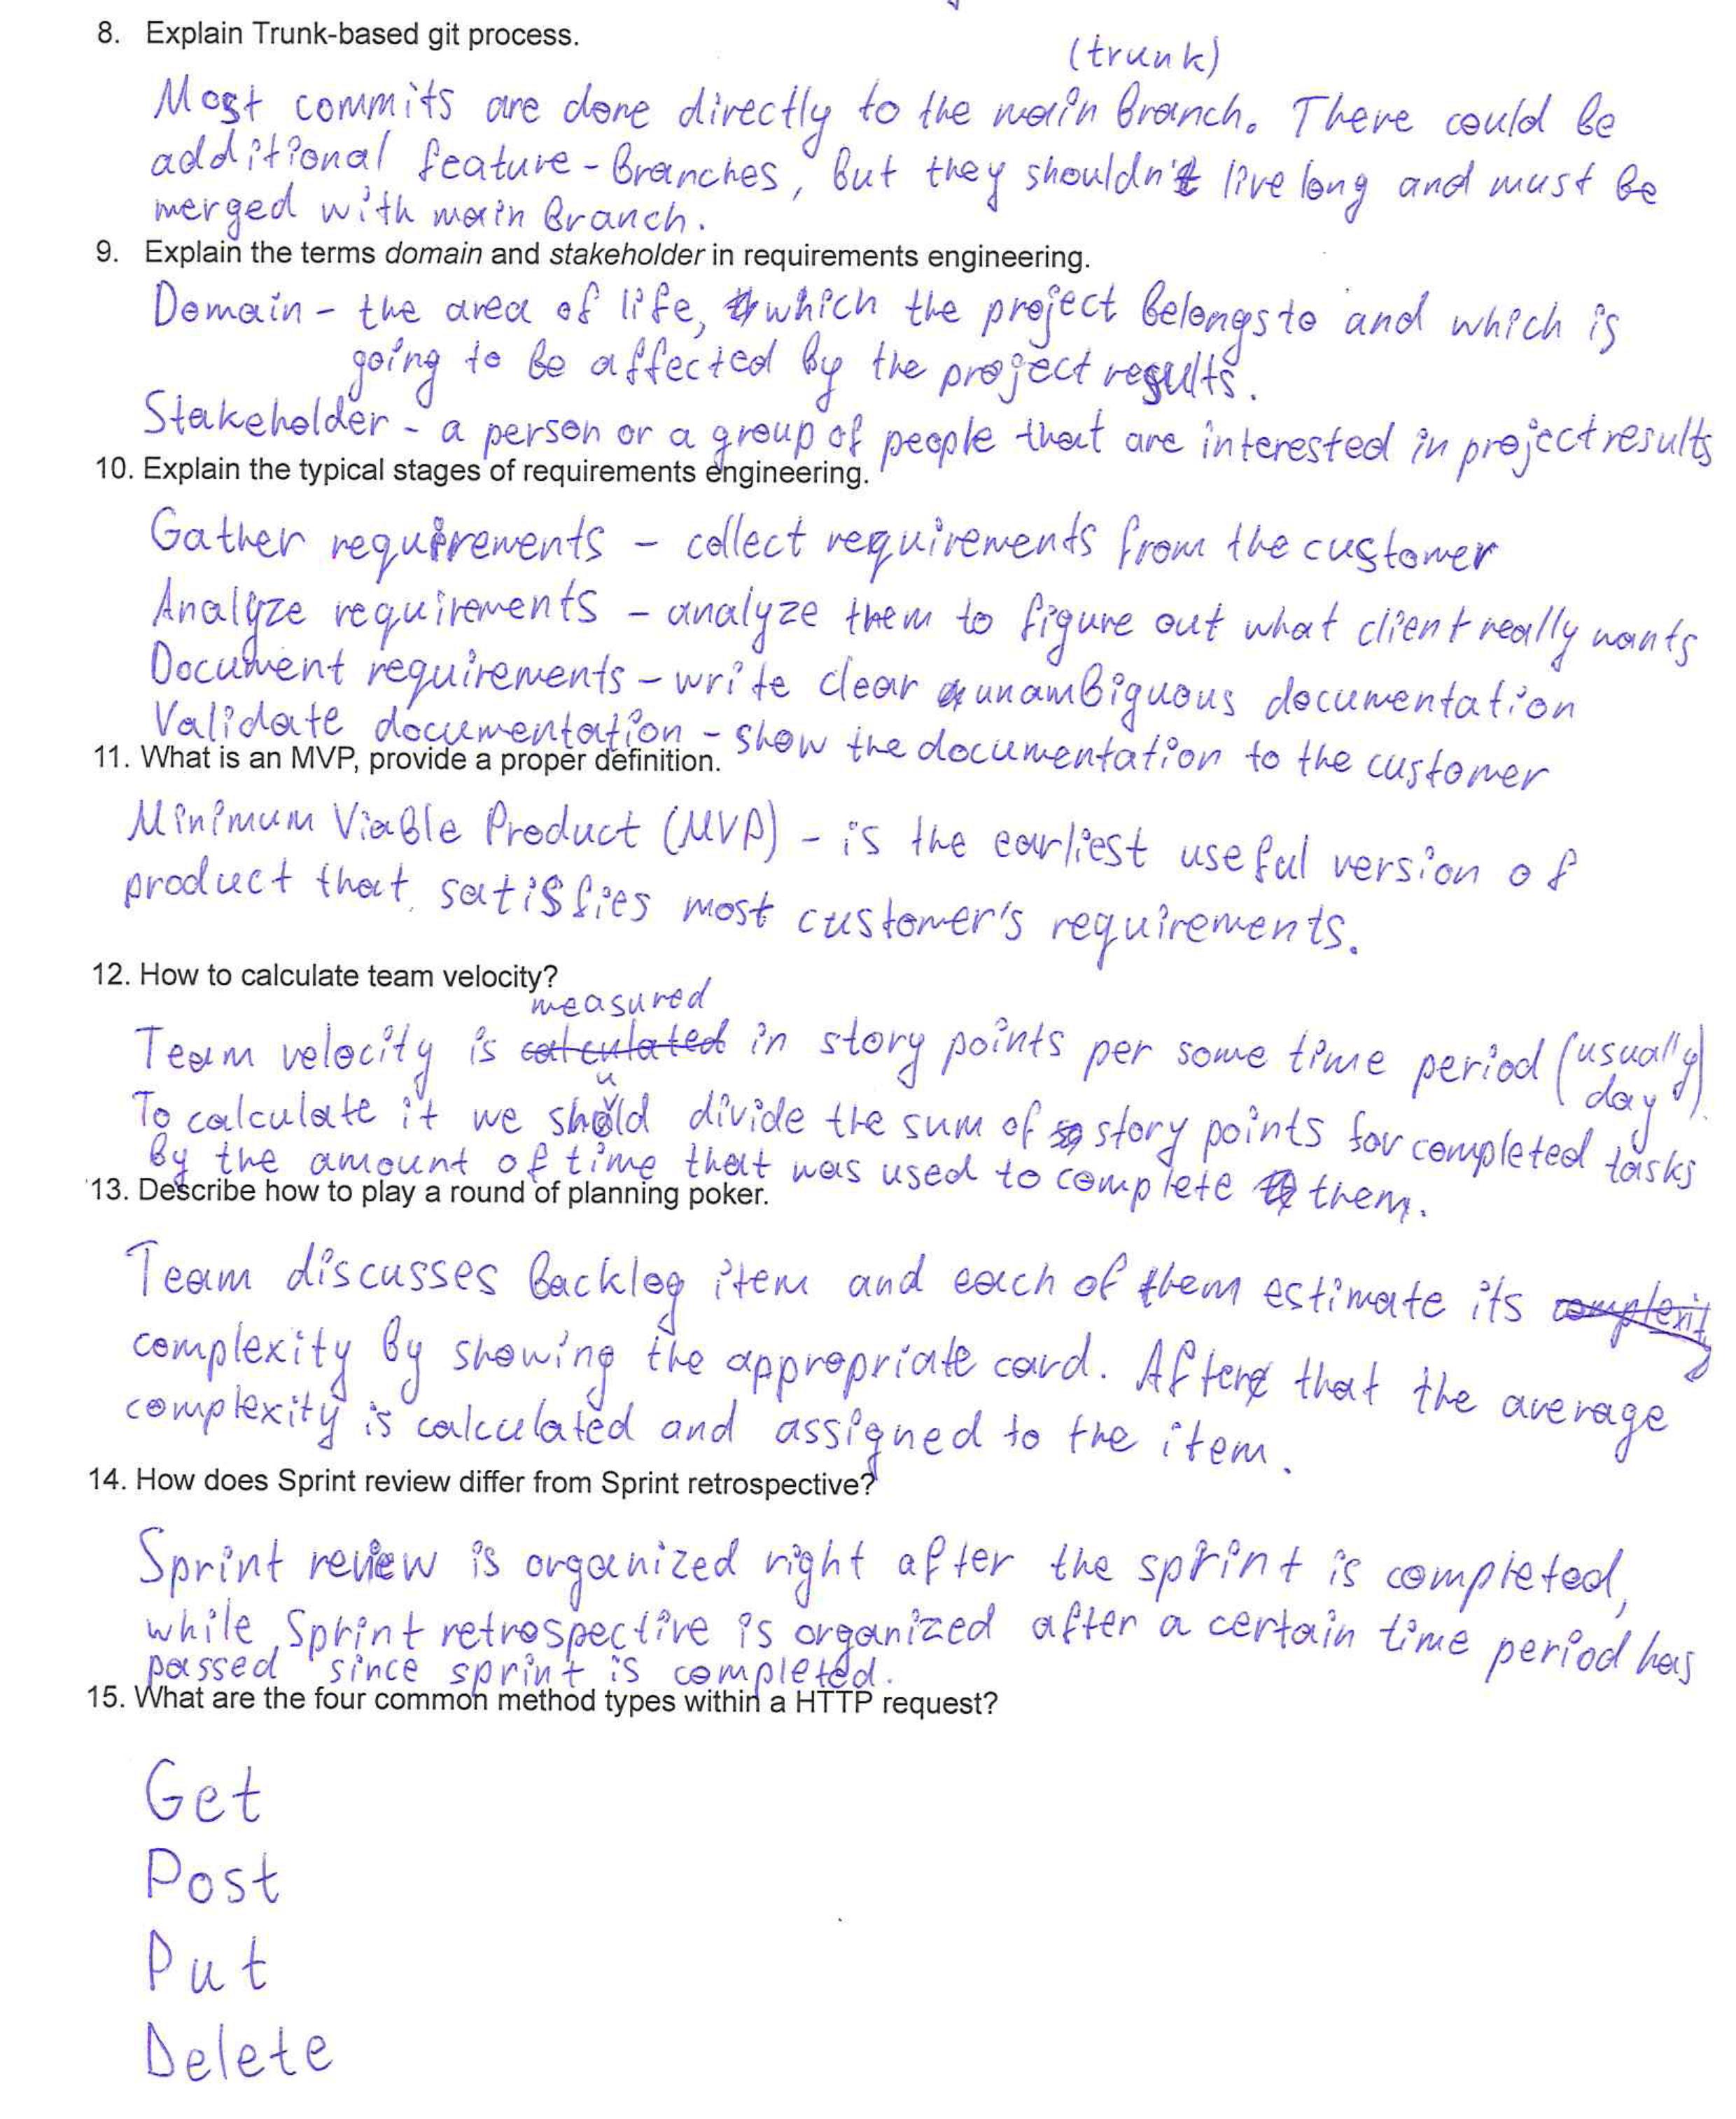 8. Explain Trunk-based git process.
(trunk)
Most commits are done directly to the main branch. There could be
additional feature-branches, but they shouldn't live long and must be
merged with main branch.
9. Explain the terms domain and stakeholder in requirements engineering.
Domain - the area of life, which the project belongs to and which is
going to be affected by the project results.
Stakeholder - a person or a group of people that are interested in project results
10. Explain the typical stages of requirements engineering.
Gather requirements - collect requirements from the customer
Analyze requirements - analyze them to figure out what client really wants
Document requirements - write clear unambiguous documentation
Validate documentation - show the documentation to the customer
11. What is an MVP, provide a proper definition.
Minimum Viable Product (MVP) - is the earliest useful version of
product that satisfies most customer's requirements.
12. How to calculate team velocity?
measured
Team velocity is calculated in story points per some time period (usually
day).
To calculate it we should divide the sum of story points for completed tasks
by the amount of time that was used to complete them.
13. Describe how to play a round of planning poker.
Team discusses backlog item and each of them estimate its complexity
complexity by showing the appropriate card. After that the average
complexity is calculated and assigned to the item.
14. How does Sprint review differ from Sprint retrospective?
Sprint review is organized right after the sprint is completed,
while Sprint retrospective is organized after a certain time period has
passed since sprint is completed.
15. What are the four common method types within a HTTP request?
Get
Post
Put
Delete